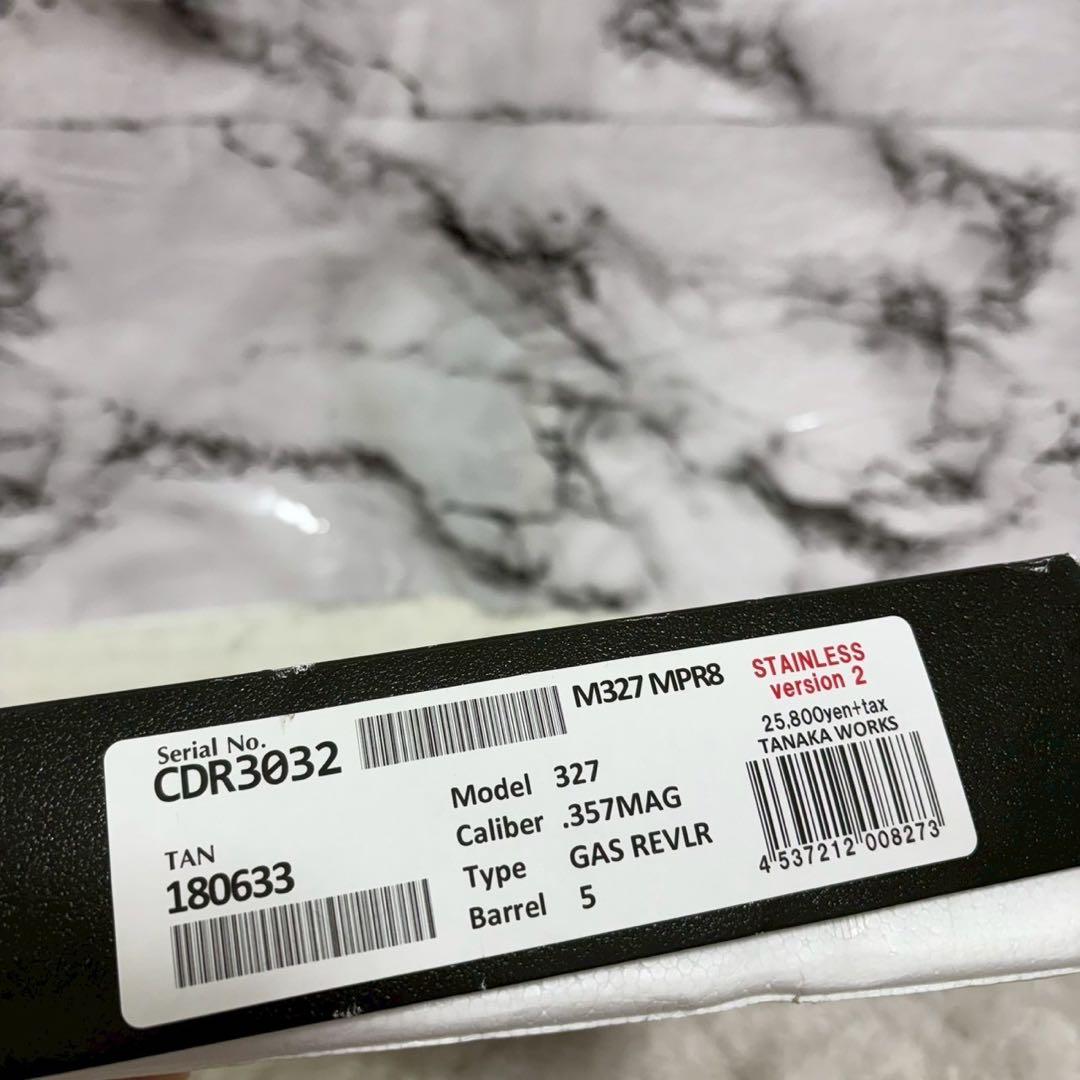 Serial No.
CDR3032
TAN
180633
M327 MPR8
Model 327
Caliber .357MAG
Type GAS REVLR
Barrel 5
STAINLESS
version 2
25,800yen+tax
TANAKA WORKS
4 537212 008273